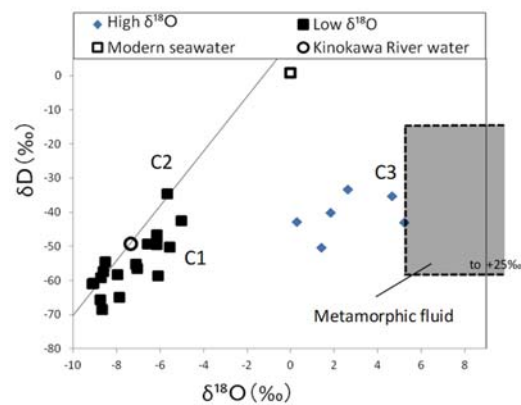 High δ¹⁸O
Low δ¹⁸O
Modern seawater
Kinokawa River water
0
-10
-20
-30
-40
-50
-60
-70
-80
δD (‰)
C2
C1
C3
to +25‰
Metamorphic fluid
-10 -8 -6 -4 -2 0 2 4 6 8
δ¹⁸O (‰)